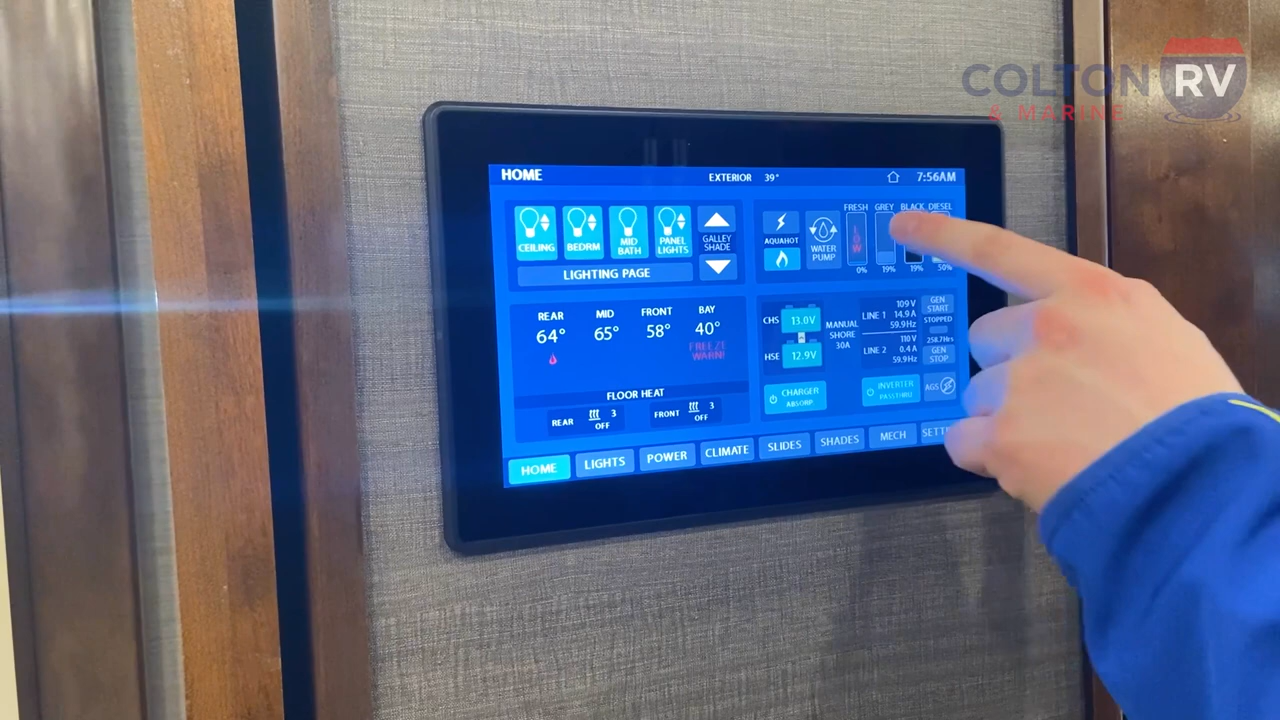 COLTON RV
& MARINE
HOME
EXTERIOR 39°
7:56AM
CEILING
BEDRM
MID
BATH
PANEL
LIGHTS
GALLEY
SHADE
LIGHTING PAGE
AQUAHOT
WATER
PUMP
FRESH GREY BLACK DIESEL
LOW
0% 19% 19% 50%
REAR MID FRONT BAY
64° 65° 58° 40°
FREEZE
WARN!
FLOOR HEAT
REAR 3
OFF
FRONT 3
OFF
CHS 13.0V
HSE 12.9V
MANUAL
SHORE
30A
109 V
LINE 1 14.9 A
59.9Hz
110 V
LINE 2 0.4 A
59.9Hz
GEN
START
STOPPED
258.7Hrs
GEN
STOP
CHARGER
ABSORP
INVERTER
PASSTHRU
AGS
HOME LIGHTS POWER CLIMATE SLIDES SHADES MECH